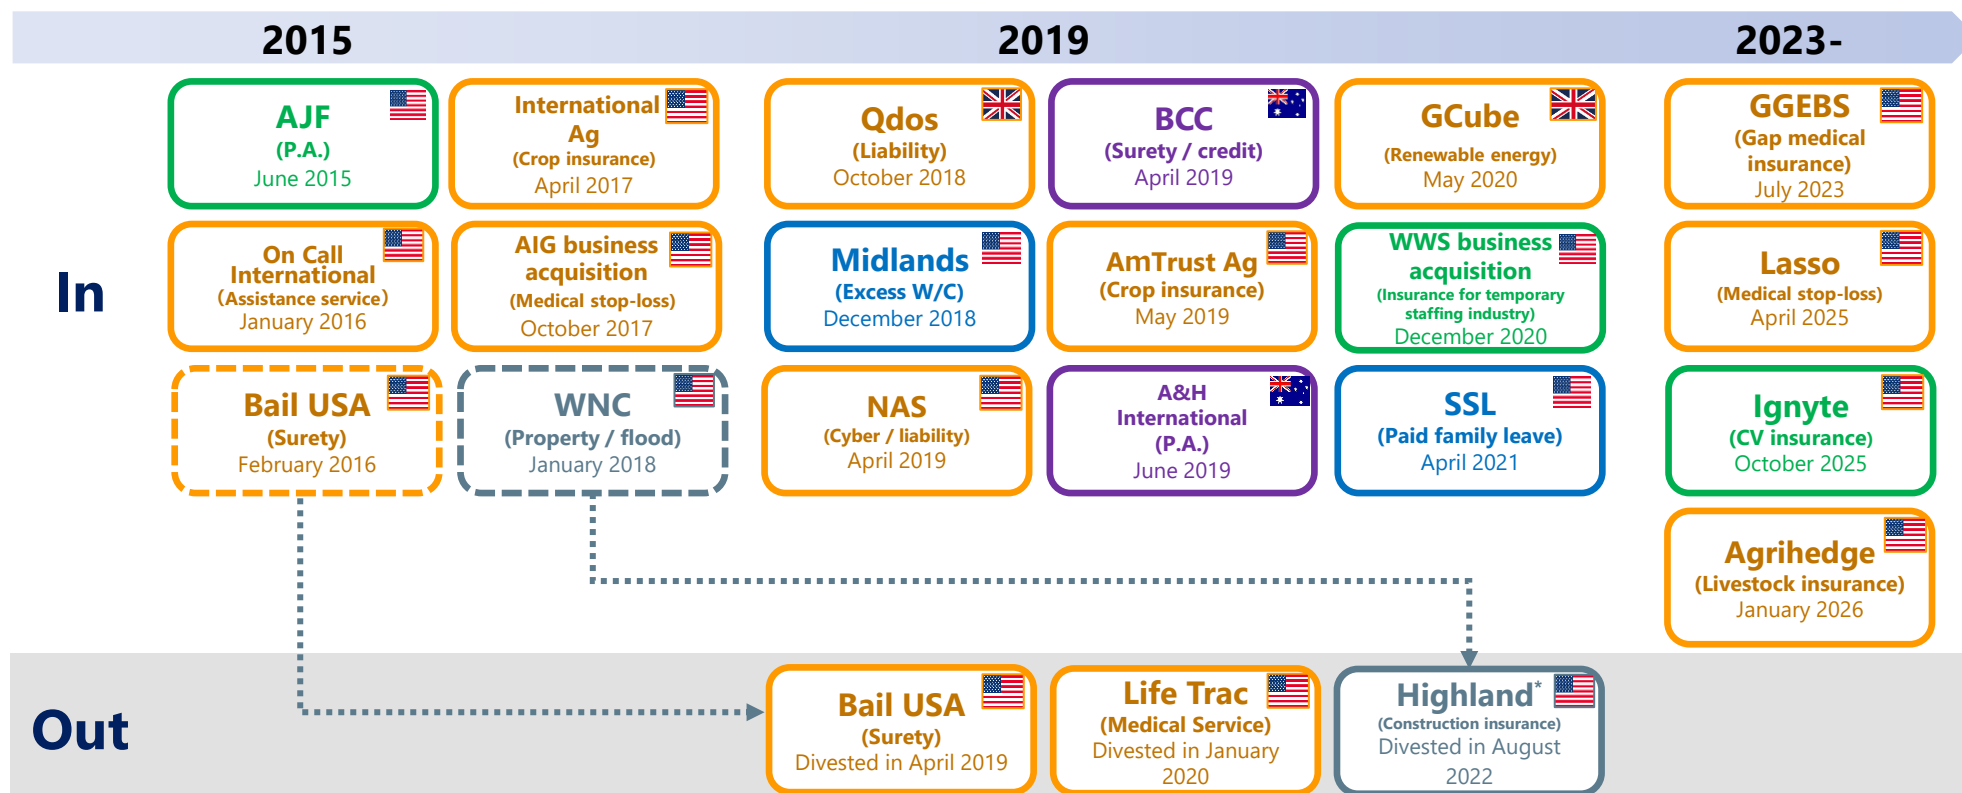 2015
2019
2023-
In
AJF
(P.A.)
June 2015
International
Ag
(Crop insurance)
April 2017
Qdos
(Liability)
October 2018
BCC
(Surety / credit)
April 2019
GCube
(Renewable energy)
May 2020
GGEBS
(Gap medical
insurance)
July 2023
On Call
International
(Assistance service)
January 2016
AIG business
acquisition
(Medical stop-loss)
October 2017
Midlands
(Excess W/C)
December 2018
AmTrust Ag
(Crop insurance)
May 2019
WWS business
acquisition
(Insurance for temporary
staffing industry)
December 2020
Lasso
(Medical stop-loss)
April 2025
Bail USA
(Surety)
February 2016
WNC
(Property / flood)
January 2018
NAS
(Cyber / liability)
April 2019
A&H
International
(P.A.)
June 2019
SSL
(Paid family leave)
April 2021
Ignyte
(CV insurance)
October 2025
Agrihedge
(Livestock insurance)
January 2026
Out
Bail USA
(Surety)
Divested in April 2019
Life Trac
(Medical Service)
Divested in January
2020
Highland*
(Construction insurance)
Divested in August
2022